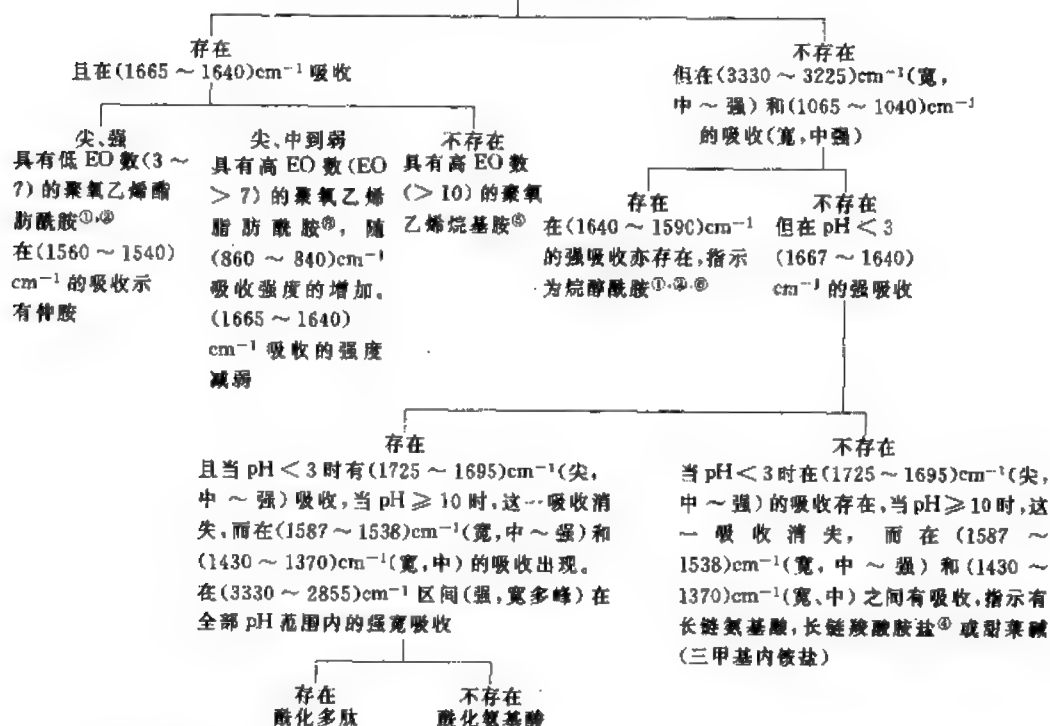 存在
且在(1665～1640)cm⁻¹吸收
不存在
但在(3330～3225)cm⁻¹(宽,
中～强)和(1065～1040)cm⁻¹
的吸收(宽,中强)
尖、强
具有低EO数(3～
7)的聚氧乙烯酯
肪酰胺①,②
在(1560～1540)
cm⁻¹的吸收示
有仲胺
尖、中到弱
具有高EO数(EO
>7)的聚氧乙烯
脂肪酰胺③,随
(860～840)cm⁻¹
吸收强度的增加。
(1665～1640)
cm⁻¹吸收的强度
减弱
不存在
具有高EO数
(>10)的聚氧
乙烯烷基胺⑤
存在
在(1640～1590)cm⁻¹
的强吸收亦存在,指示
为烷醇酰胺①,②,⑥
不存在
但在pH<3
(1667～1640)
cm⁻¹的强吸收
存在
且当pH<3时有(1725～1695)cm⁻¹(尖,
中～强)吸收,当pH≥10时,这一吸收消
失,而在(1587～1538)cm⁻¹(宽,中～强)和
(1430～1370)cm⁻¹(宽,中)的吸收出现。
在(3330～2855)cm⁻¹区间(强,宽多峰)在
全部pH范围内的强宽吸收
不存在
当pH<3时在(1725～1695)cm⁻¹(尖,
中～强)的吸收存在,当pH≥10时,这
一吸收消失,而在(1587～
1538)cm⁻¹(宽,中～强)和(1430～
1370)cm⁻¹(宽、中)之间有吸收,指示有
长链氨基酸,长链羧酸胺盐④或甜菜碱
(三甲基内铵盐)
存在
酰化多肽
不存在
酰化氨基酸